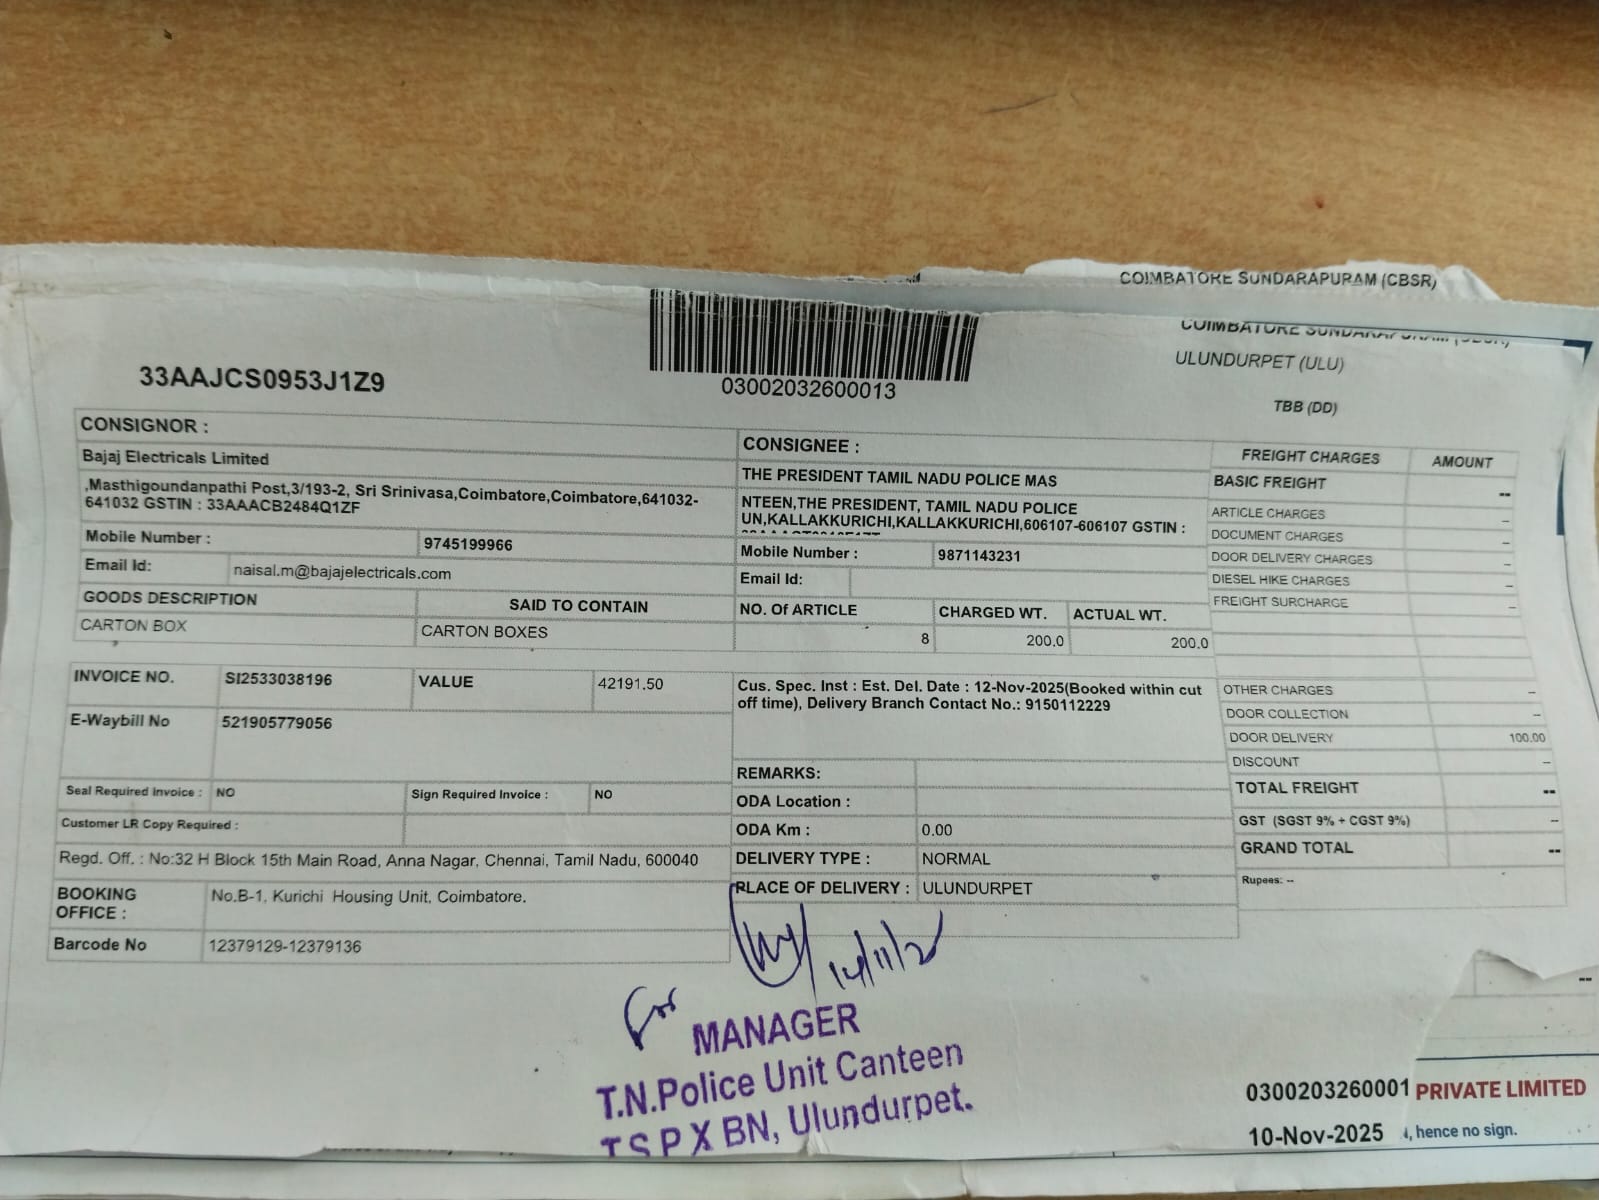 COIMBATORE SUNDARAPURAM (CBSR)
COIMBATORE
ULUNDURPET (ULU)
TBB (DD)
33AAJCS0953J1Z9
03002032600013
CONSIGNOR :
Bajaj Electricals Limited
,Masthigoundanpathi Post,3/193-2, Sri Srinivasa,Coimbatore,Coimbatore,641032-
641032 GSTIN : 33AAACB2484Q1ZF
Mobile Number : 9745199966
Email Id: naisal.m@bajajelectricals.com
GOODS DESCRIPTION SAID TO CONTAIN
CARTON BOX CARTON BOXES
CONSIGNEE :
THE PRESIDENT TAMIL NADU POLICE MAS
NTEEN,THE PRESIDENT, TAMIL NADU POLICE
UN,KALLAKKURICHI,KALLAKKURICHI,606107-606107 GSTIN :
Mobile Number : 9871143231
Email Id:
NO. Of ARTICLE CHARGED WT. ACTUAL WT.
8 200.0 200.0
FREIGHT CHARGES AMOUNT
BASIC FREIGHT --
ARTICLE CHARGES --
DOCUMENT CHARGES --
DOOR DELIVERY CHARGES --
DIESEL HIKE CHARGES --
FREIGHT SURCHARGE --
OTHER CHARGES --
DOOR COLLECTION --
DOOR DELIVERY 100.00
DISCOUNT --
TOTAL FREIGHT --
GST (SGST 9% + CGST 9%) --
GRAND TOTAL --
Rupees: --
INVOICE NO. SI2533038196 VALUE 42191.50
E-Waybill No 521905779056
Seal Required Invoice : NO Sign Required Invoice : NO
Customer LR Copy Required :
Regd. Off. : No:32 H Block 15th Main Road, Anna Nagar, Chennai, Tamil Nadu, 600040
BOOKING OFFICE : No.B-1, Kurichi Housing Unit, Coimbatore.
Barcode No 12379129-12379136
Cus. Spec. Inst : Est. Del. Date : 12-Nov-2025(Booked within cut
off time), Delivery Branch Contact No.: 9150112229
REMARKS:
ODA Location :
ODA Km : 0.00
DELIVERY TYPE : NORMAL
PLACE OF DELIVERY : ULUNDURPET
14/11/2
For
MANAGER
T.N.Police Unit Canteen
T S P X BN, Ulundurpet.
--
0300203260001 PRIVATE LIMITED
10-Nov-2025 , hence no sign.